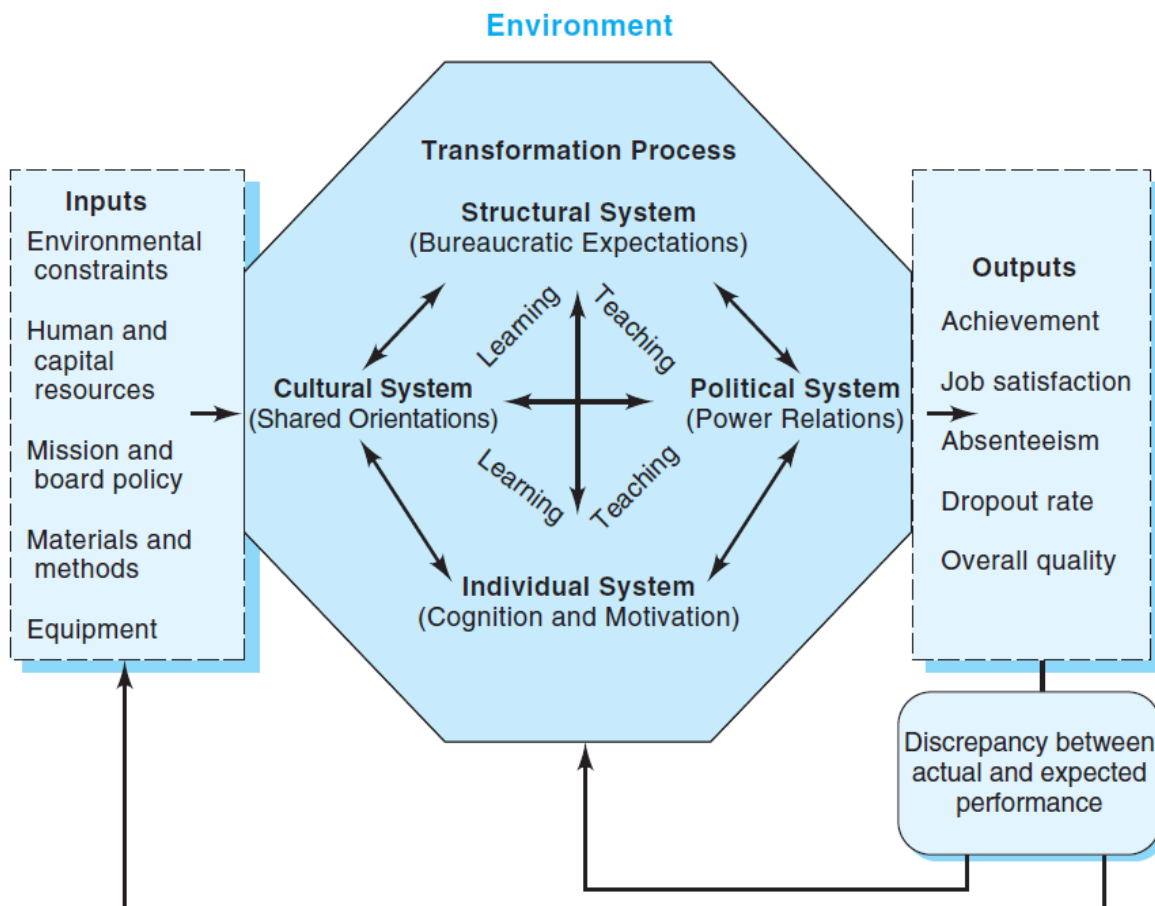 Environment
Inputs
Environmental
constraints
Human and
capital
resources
Mission and
board policy
Materials and
methods
Equipment
Transformation Process
Structural System
(Bureaucratic Expectations)
Learning
Teaching
Cultural System
(Shared Orientations)
Political System
(Power Relations)
Learning
Teaching
Individual System
(Cognition and Motivation)
Outputs
Achievement
Job satisfaction
Absenteeism
Dropout rate
Overall quality
Discrepancy between
actual and expected
performance